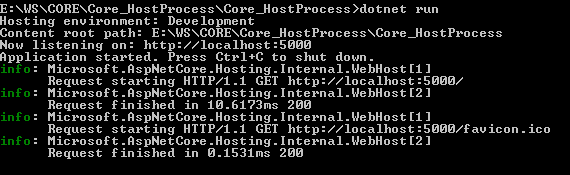 E:\WS\CORE\Core_HostProcess\Core_HostProcess>dotnet run
Hosting environment: Development
Content root path: E:\WS\CORE\Core_HostProcess\Core_HostProcess
Now listening on: http://localhost:5000
Application started. Press Ctrl+C to shut down.
info: Microsoft.AspNetCore.Hosting.Internal.WebHost[1]
      Request starting HTTP/1.1 GET http://localhost:5000/
info: Microsoft.AspNetCore.Hosting.Internal.WebHost[2]
      Request finished in 10.6173ms 200
info: Microsoft.AspNetCore.Hosting.Internal.WebHost[1]
      Request starting HTTP/1.1 GET http://localhost:5000/favicon.ico
info: Microsoft.AspNetCore.Hosting.Internal.WebHost[2]
      Request finished in 0.1531ms 200